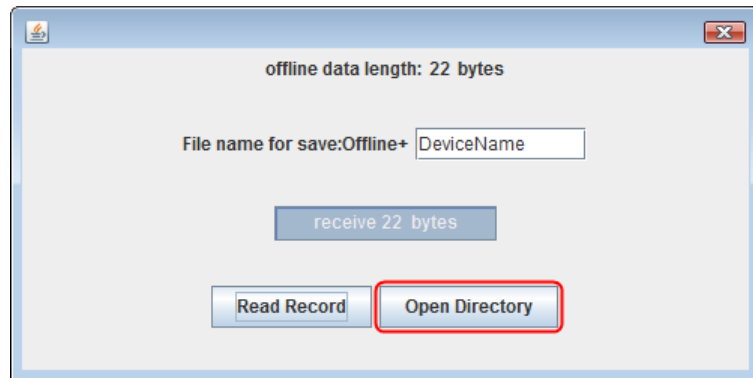 offline data length: 22 bytes
File name for save:Offline+ DeviceName
receive 22 bytes
Read Record Open Directory